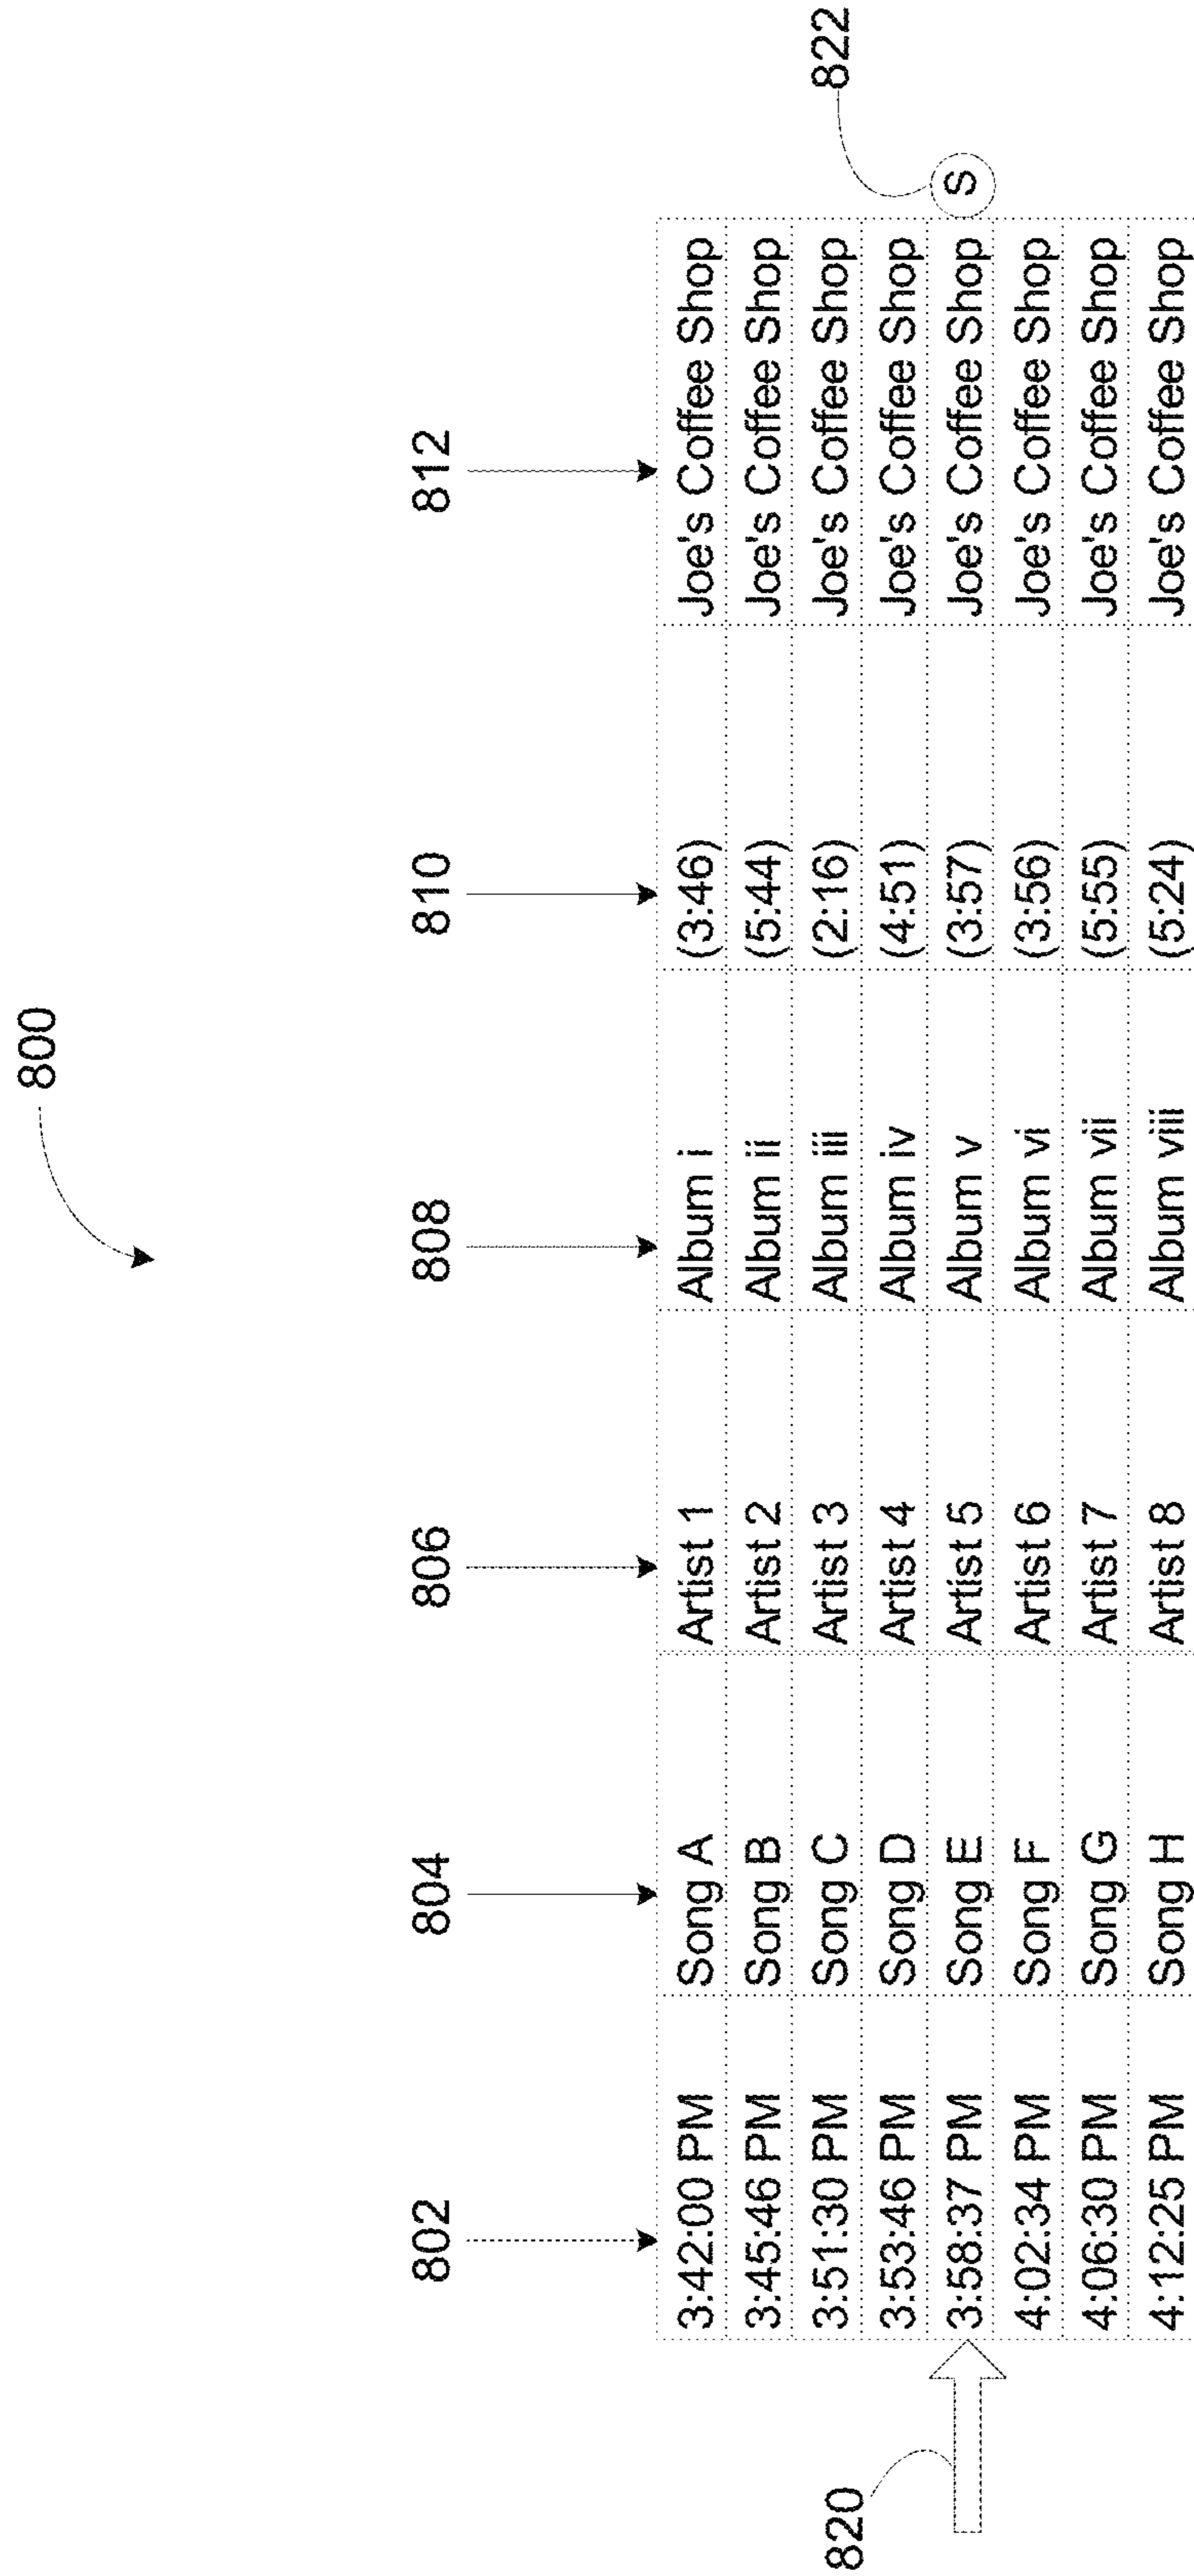 800
802 804 806 808 810 812
3:42:00 PM Song A Artist 1 Album i (3:46) Joe's Coffee Shop
3:45:46 PM Song B Artist 2 Album ii (5:44) Joe's Coffee Shop
3:51:30 PM Song C Artist 3 Album iii (2:16) Joe's Coffee Shop
3:53:46 PM Song D Artist 4 Album iv (4:51) Joe's Coffee Shop
3:58:37 PM Song E Artist 5 Album v (3:57) Joe's Coffee Shop S
4:02:34 PM Song F Artist 6 Album vi (3:56) Joe's Coffee Shop
4:06:30 PM Song G Artist 7 Album vii (5:55) Joe's Coffee Shop
4:12:25 PM Song H Artist 8 Album viii (5:24) Joe's Coffee Shop
820
822